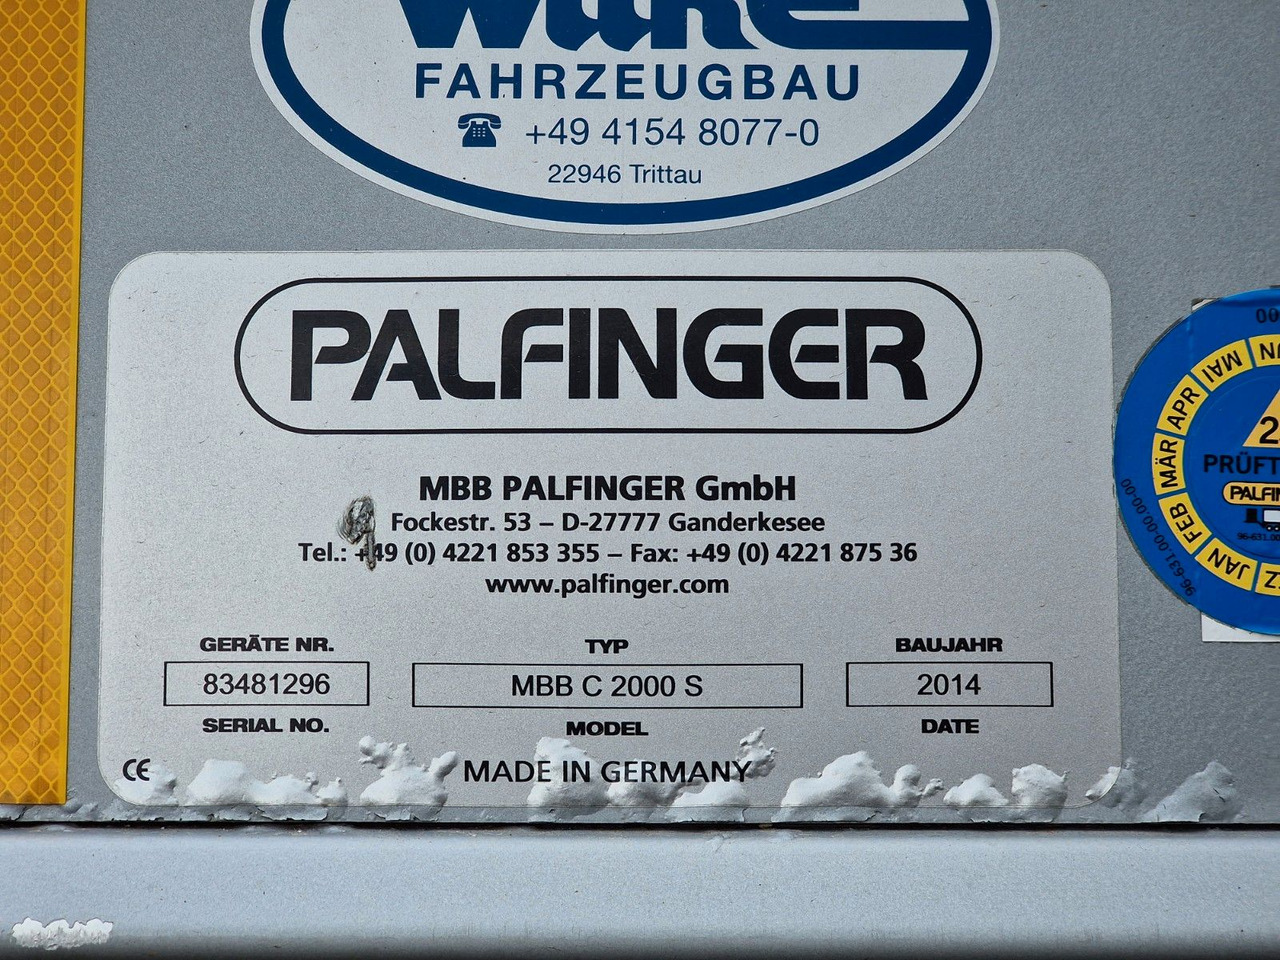 FAHRZEUGBAU
+49 4154 8077-0
22946 Trittau
PALFINGER
MBB PALFINGER GmbH
Fockestr. 53 – D-27777 Ganderkesee
Tel.: +49 (0) 4221 853 355 – Fax: +49 (0) 4221 875 36
www.palfinger.com
GERÄTE NR.
83481296
SERIAL NO.
TYP
MBB C 2000 S
MODEL
BAUJAHR
2014
DATE
CE
MADE IN GERMANY
MAI
APR
MÄR
FEB
JAN